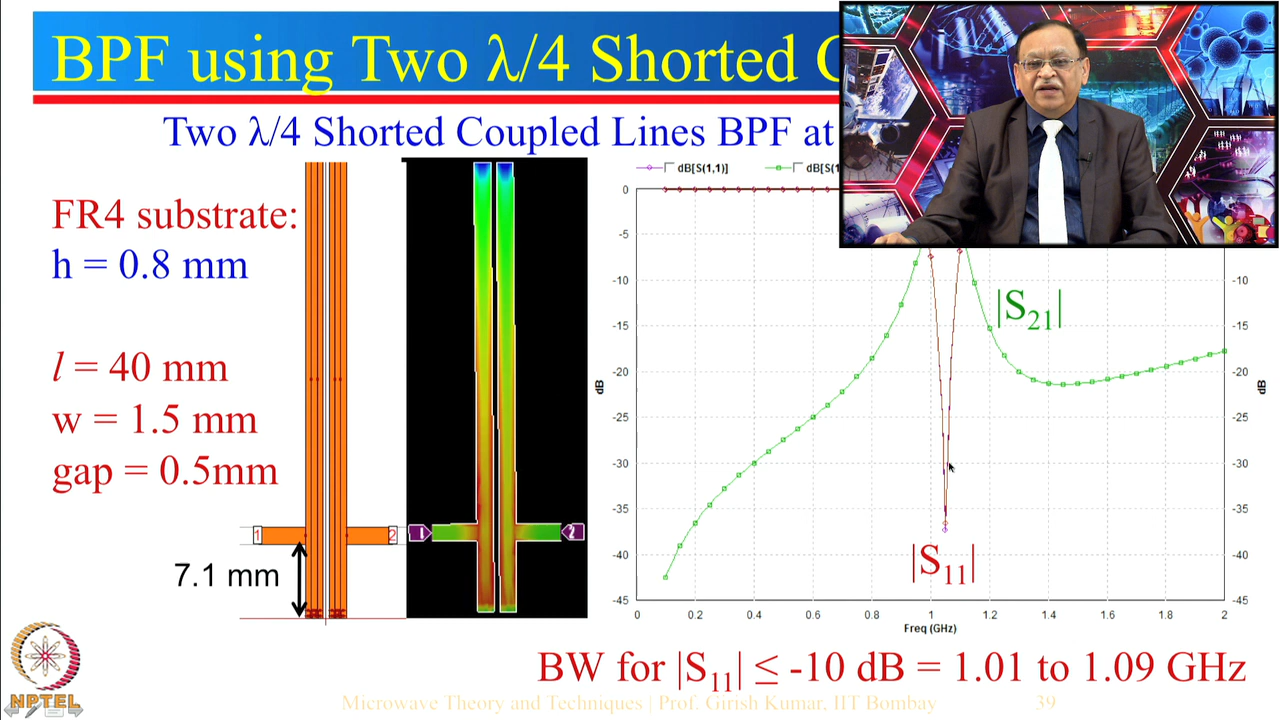 BPF using Two λ/4 Shorted C
Two λ/4 Shorted Coupled Lines BPF at
FR4 substrate:
h = 0.8 mm
l = 40 mm
w = 1.5 mm
gap = 0.5mm
1
2
7.1 mm
1
2
dB[S(1,1)]
dB[S(1
0
-5
-10
-15
-20
-25
-30
-35
-40
-45
dB
0
0.2
0.4
0.6
0.8
1
1.2
1.4
1.6
1.8
2
Freq (GHz)
-10
-15
-20
-25
-30
-35
-40
-45
dB
|S21|
|S11|
BW for |S11| ≤ -10 dB = 1.01 to 1.09 GHz
NPTEL
Microwave Theory and Techniques | Prof. Girish Kumar, IIT Bombay
39